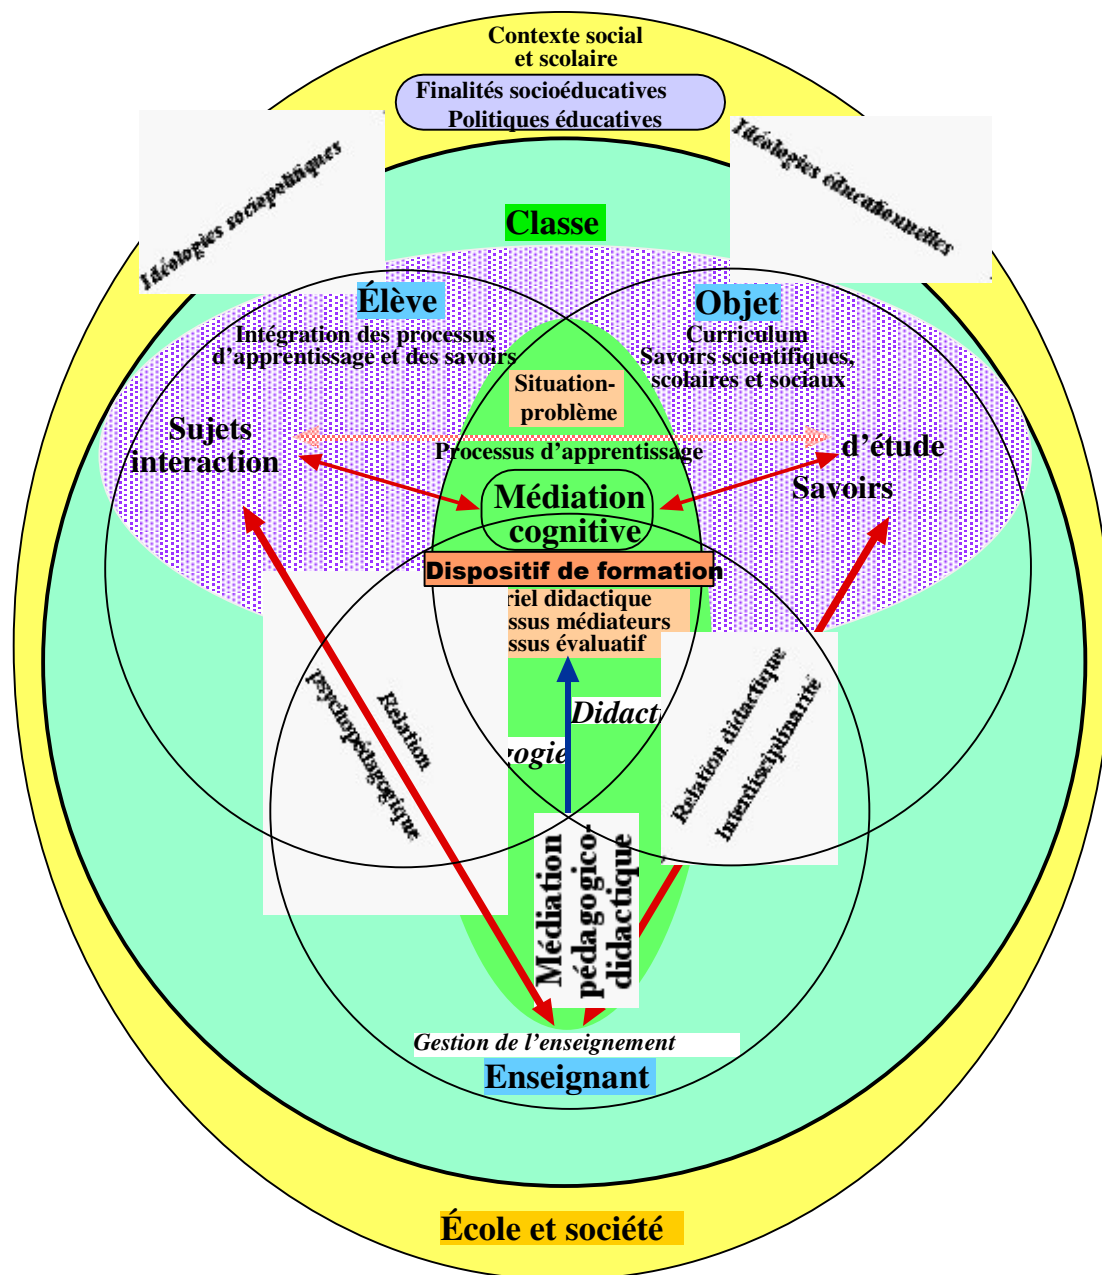 Contexte social
et scolaire
Finalités socioéducatives
Politiques éducatives
Idéologies sociopolitiques
Idéologies éducationnelles
Classe
Élève
Intégration des processus
d'apprentissage et des savoirs
Objet
Curriculum
Savoirs scientifiques,
scolaires et sociaux
Situation-
problème
Sujets
interaction
Processus d'apprentissage
d'étude
Savoirs
Médiation
cognitive
Dispositif de formation
riel didactique
ssus médiateurs
ssus évaluatif
Relation
psychopédagogique
Didact
gogie
Relation didactique
interdisciplinarité
Médiation
pédagogico-
didactique
Gestion de l'enseignement
Enseignant
École et société